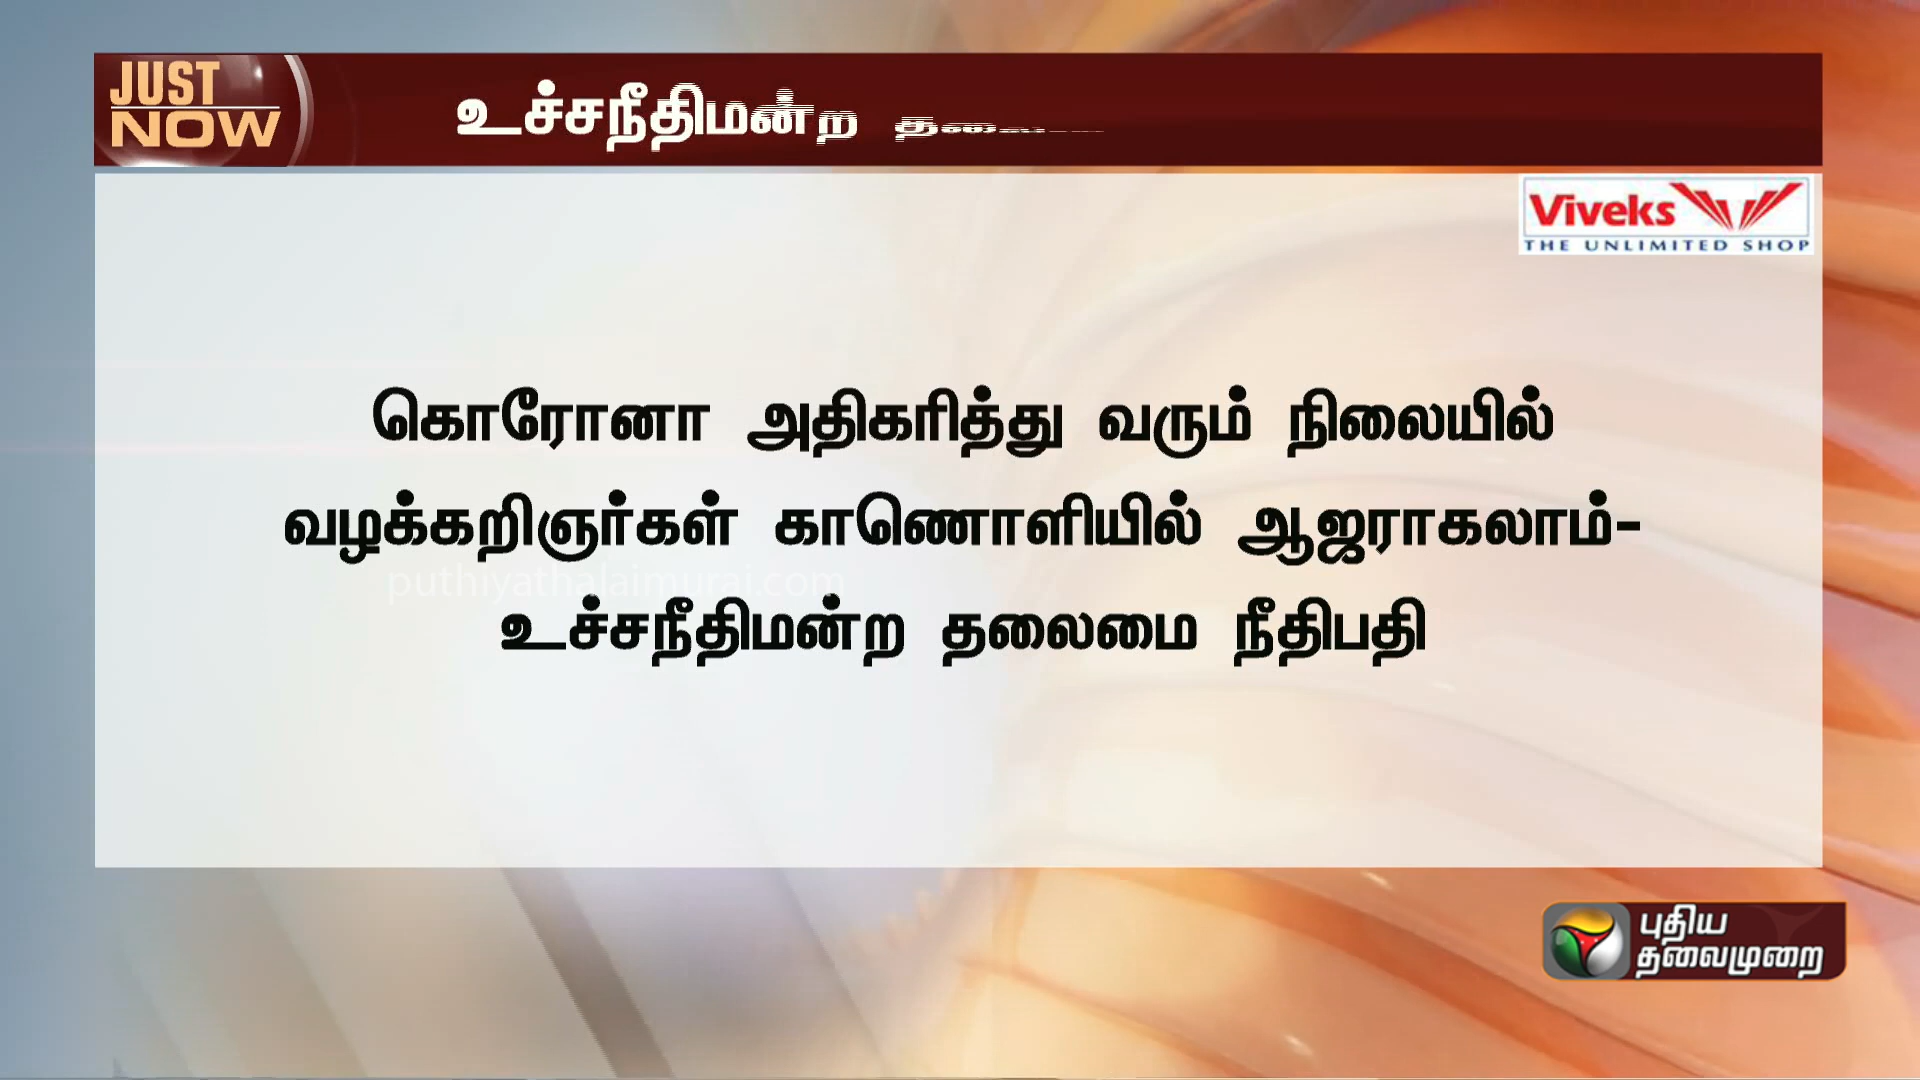 JUST
NOW
உச்சநீதிமன்ற
Viveks
THE UNLIMITED SHOP
கொரோனா அதிகரித்து வரும் நிலையில்
வழக்கறிஞர்கள் காணொளியில் ஆஜராகலாம்-
puthiyathalaimurai.com
உச்சநீதிமன்ற தலைமை நீதிபதி
புதிய
தலைமுறை